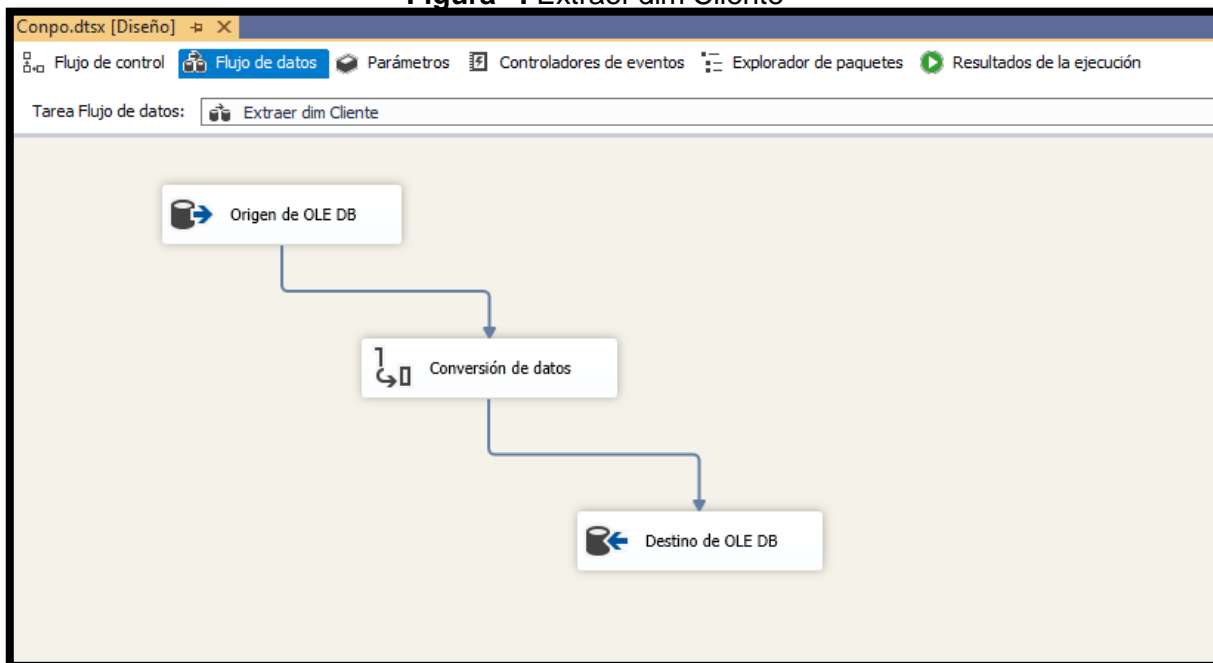 Figura 1 Extraer dim Cliente
Conpo.dtsx [Diseño]
Flujo de control Flujo de datos Parámetros Controladores de eventos Explorador de paquetes Resultados de la ejecución
Tarea Flujo de datos: Extraer dim Cliente
Origen de OLE DB
Conversión de datos
Destino de OLE DB